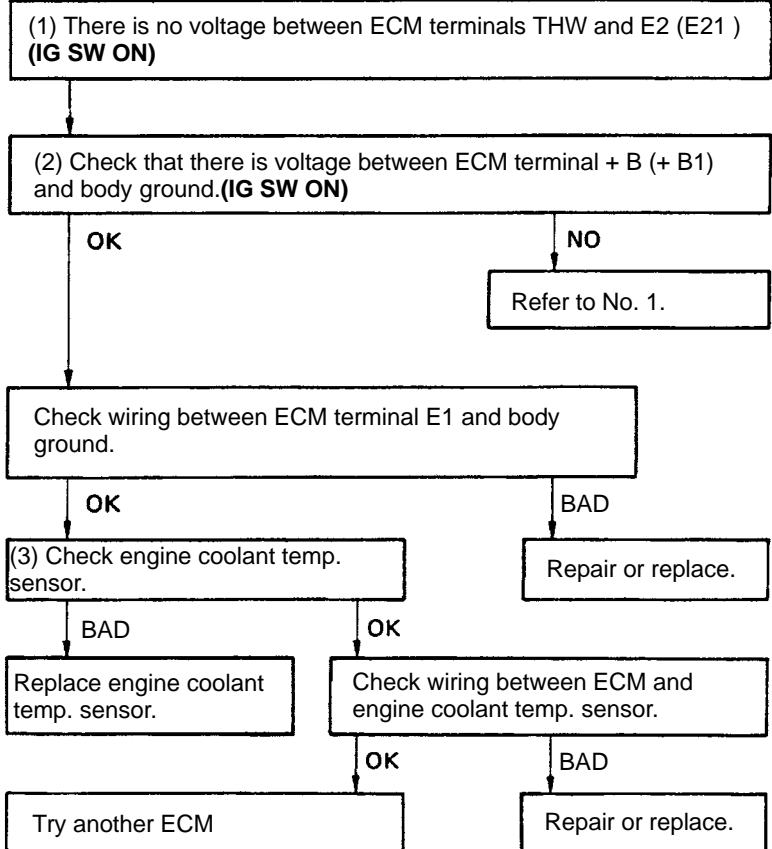 (1) There is no voltage between ECM terminals THW and E2 (E21 )
(IG SW ON)
(2) Check that there is voltage between ECM terminal + B (+ B1)
and body ground.(IG SW ON)
OK
NO
Refer to No. 1.
Check wiring between ECM terminal E1 and body
ground.
OK
BAD
(3) Check engine coolant temp.
sensor.
Repair or replace.
BAD
OK
Replace engine coolant
temp. sensor.
Check wiring between ECM and
engine coolant temp. sensor.
OK
BAD
Try another ECM
Repair or replace.